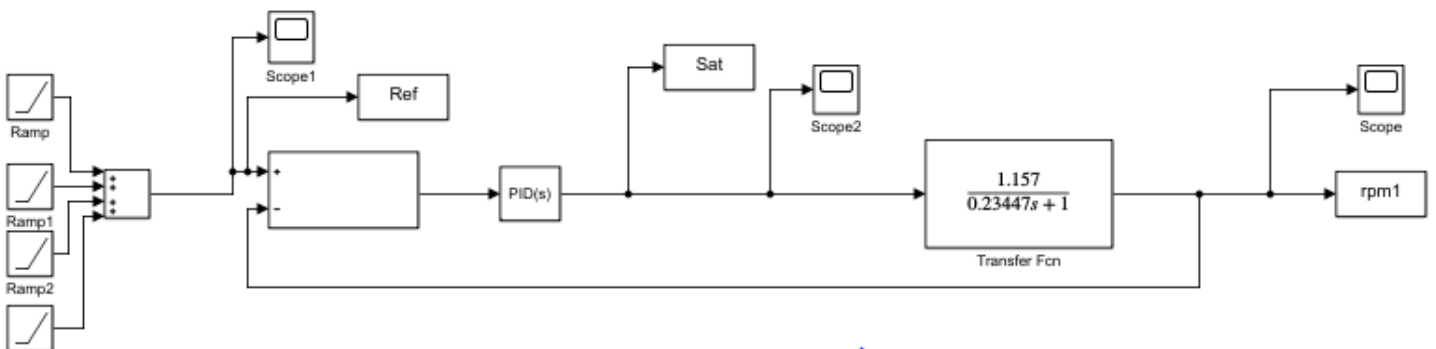 Scope1
Ref
Sat
Scope2
Scope
Ramp
Ramp1
Ramp2
+
+
+
+
+
−
PID(s)
1.157
0.23447s + 1
Transfer Fcn
rpm1